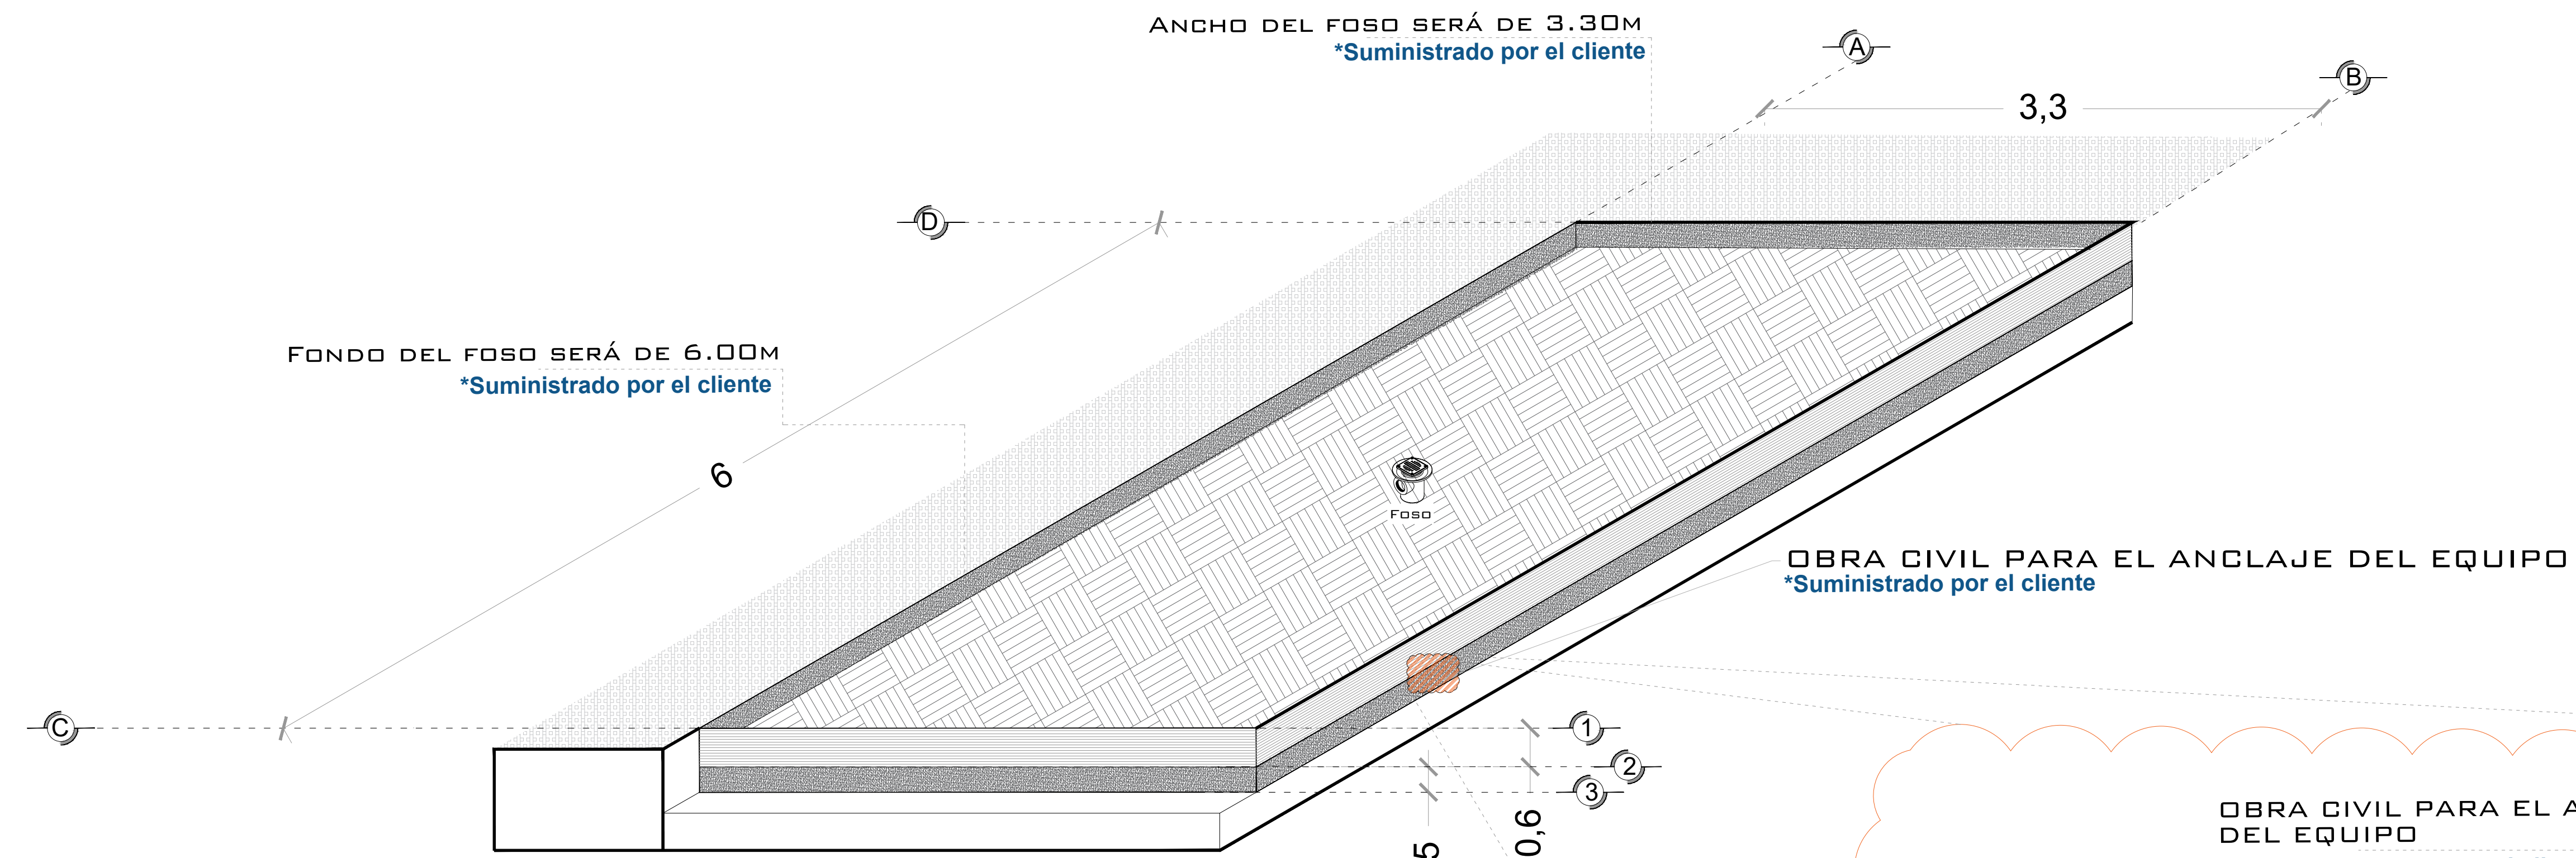 ANCHO DEL FOSO SERÁ DE 3.30M
*Suministrado por el cliente
A
B
3,3
D
FONDO DEL FOSO SERÁ DE 6.00M
*Suministrado por el cliente
6
FOSO
OBRA CIVIL PARA EL ANCLAJE DEL EQUIPO
*Suministrado por el cliente
C
1
2
3
0,6
5
OBRA CIVIL PARA EL A
DEL EQUIPO